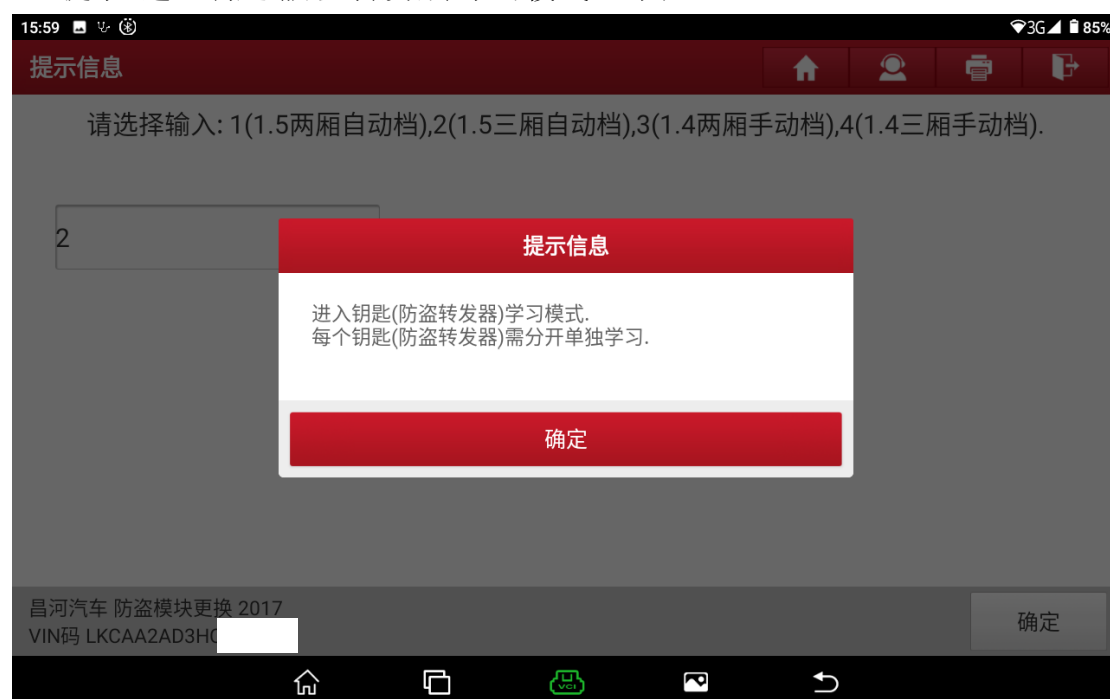 15:59
3G
85%
提示信息
请选择输入: 1(1.5两厢自动档),2(1.5三厢自动档),3(1.4两厢手动档),4(1.4三厢手动档).
2
提示信息
进入钥匙(防盗转发器)学习模式.
每个钥匙(防盗转发器)需分开单独学习.
确定
昌河汽车 防盗模块更换 2017
VIN码 LKCAA2AD3H
确定
VCI